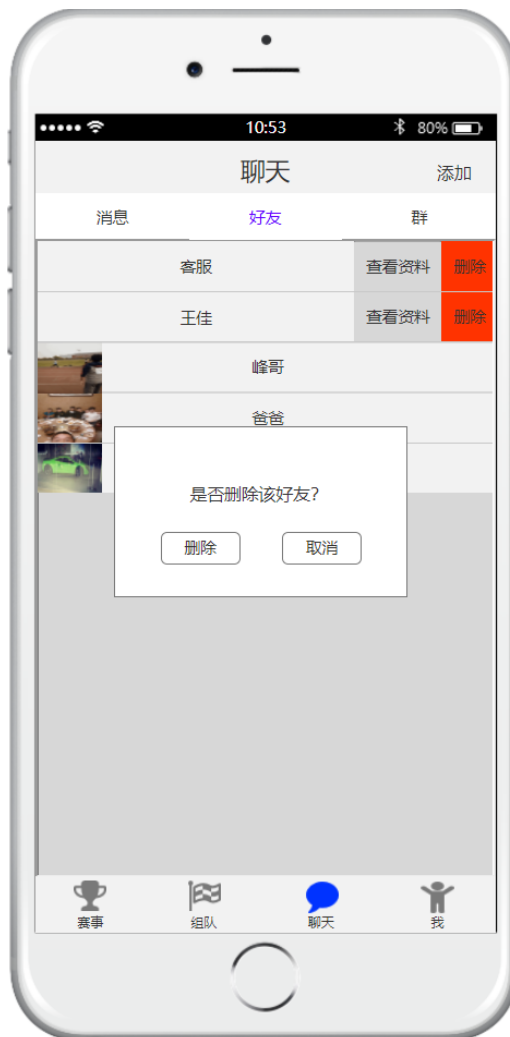 10:53 80%
聊天 添加
消息 好友 群
客服 查看资料 删除
王佳 查看资料 删除
峰哥
爸爸
是否删除该好友?
删除 取消
赛事 组队 聊天 我